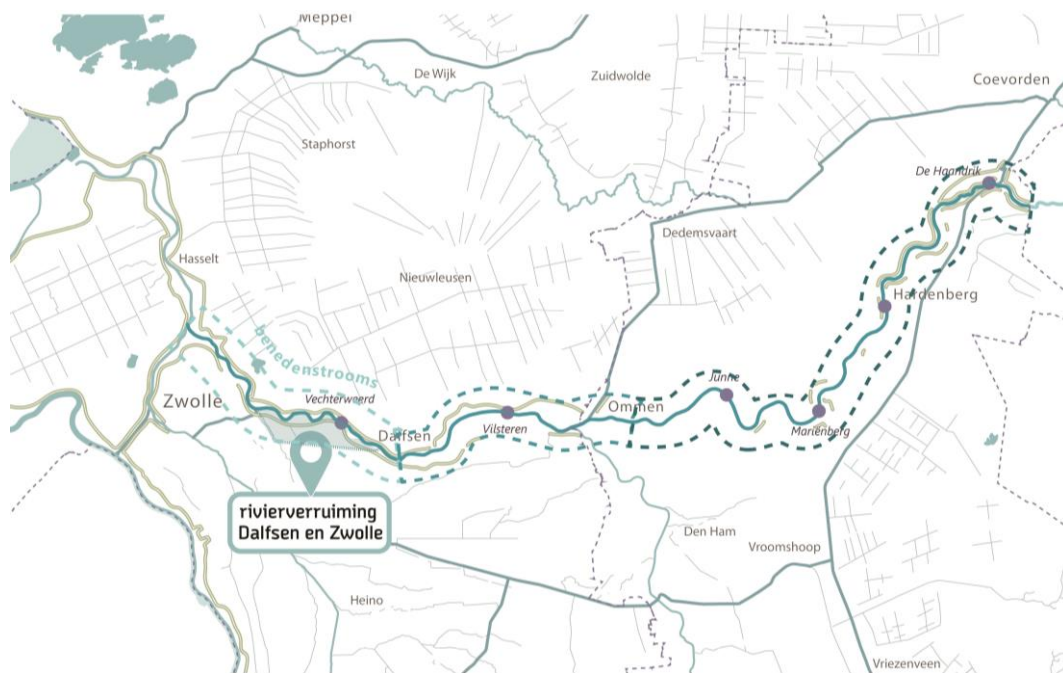 Meppel
De Wijk
Zuidwolde
Coevorden
Staphorst
De Haandrik
Dedemsvaart
Hasselt
Nieuwleusen
Hardenberg
benedenstrooms
Zwolle
Vechterweerd
Dalfsen
Vilsteren
Ommen
Junne
Mariënberg
rivierverruiming
Dalfsen en Zwolle
Den Ham
Vroomshoop
Heino
Vriezenveen